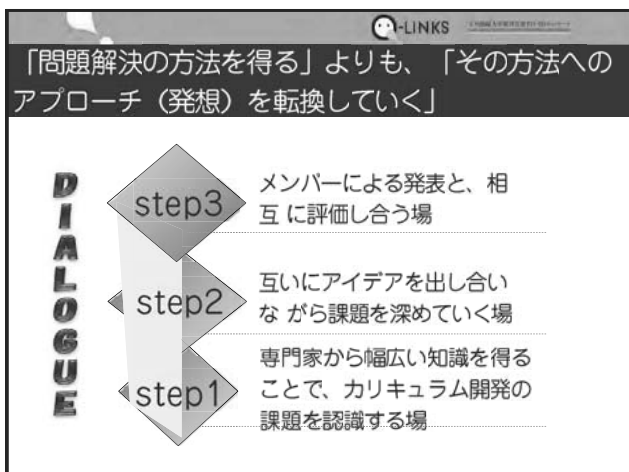 -LINKS
「問題解決の方法を得る」よりも、「その方法への
アプローチ（発想）を転換していく」
DIALOGUE
step3
メンバーによる発表と、相
互 に評価し合う場
step2
互いにアイデアを出し合い
な がら課題を深めていく場
step1
専門家から幅広い知識を得る
ことで、カリキュラム開発の
課題を認識する場